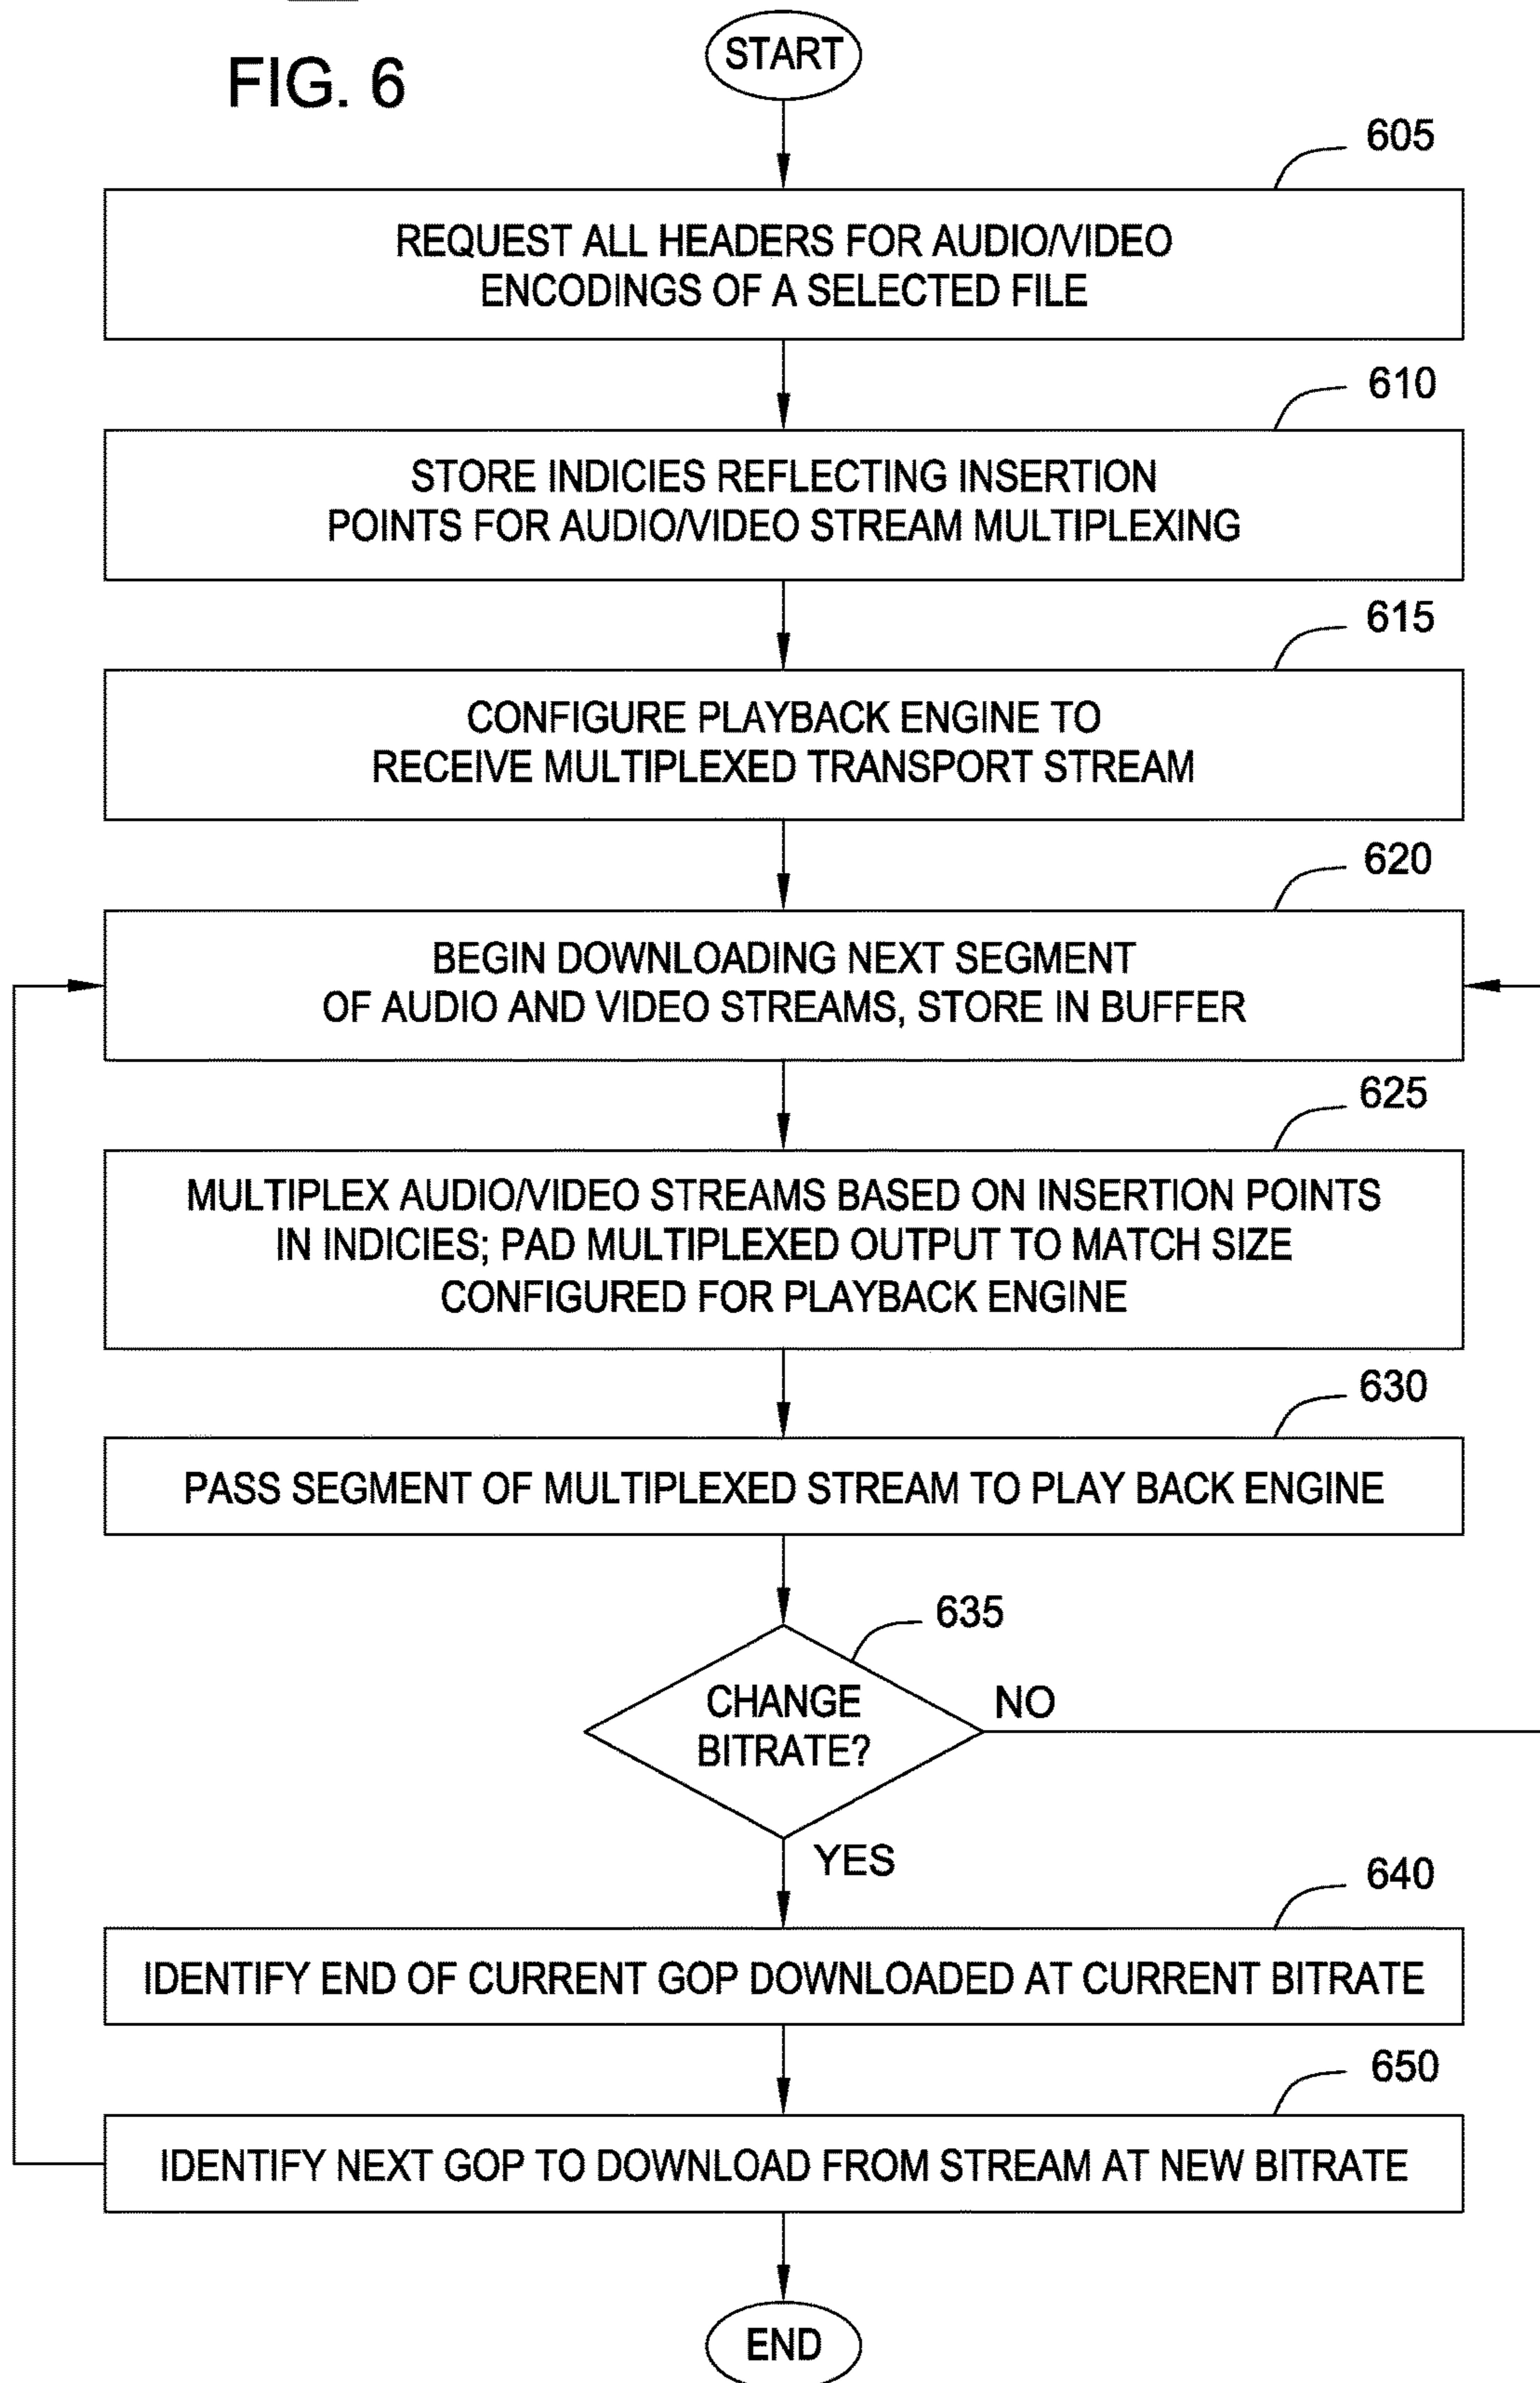 FIG. 6
START
605
REQUEST ALL HEADERS FOR AUDIO/VIDEO
ENCODINGS OF A SELECTED FILE
610
STORE INDICIES REFLECTING INSERTION
POINTS FOR AUDIO/VIDEO STREAM MULTIPLEXING
615
CONFIGURE PLAYBACK ENGINE TO
RECEIVE MULTIPLEXED TRANSPORT STREAM
620
BEGIN DOWNLOADING NEXT SEGMENT
OF AUDIO AND VIDEO STREAMS, STORE IN BUFFER
625
MULTIPLEX AUDIO/VIDEO STREAMS BASED ON INSERTION POINTS
IN INDICIES; PAD MULTIPLEXED OUTPUT TO MATCH SIZE
CONFIGURED FOR PLAYBACK ENGINE
630
PASS SEGMENT OF MULTIPLEXED STREAM TO PLAY BACK ENGINE
635
CHANGE
BITRATE?
NO
YES
640
IDENTIFY END OF CURRENT GOP DOWNLOADED AT CURRENT BITRATE
650
IDENTIFY NEXT GOP TO DOWNLOAD FROM STREAM AT NEW BITRATE
END